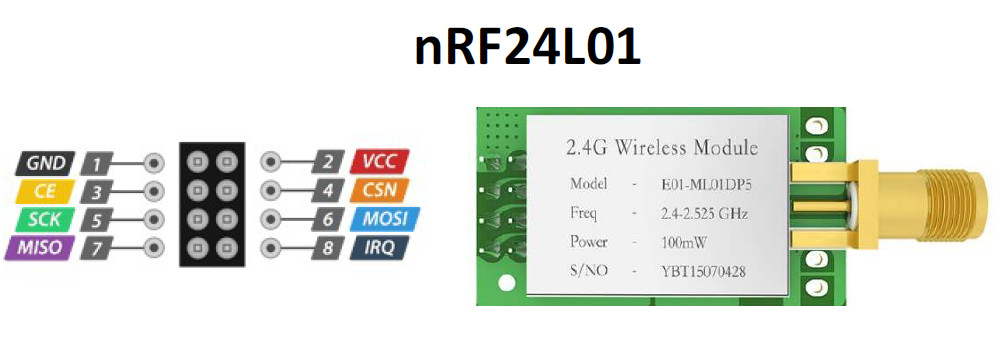 nRF24L01
GND 1 2 VCC
CE 3 4 CSN
SCK 5 6 MOSI
MISO 7 8 IRQ
2.4G Wireless Module
Model - E01-ML01DP5
Freq - 2.4-2.525 GHz
Power - 100mW
S/NO - YBT15070428